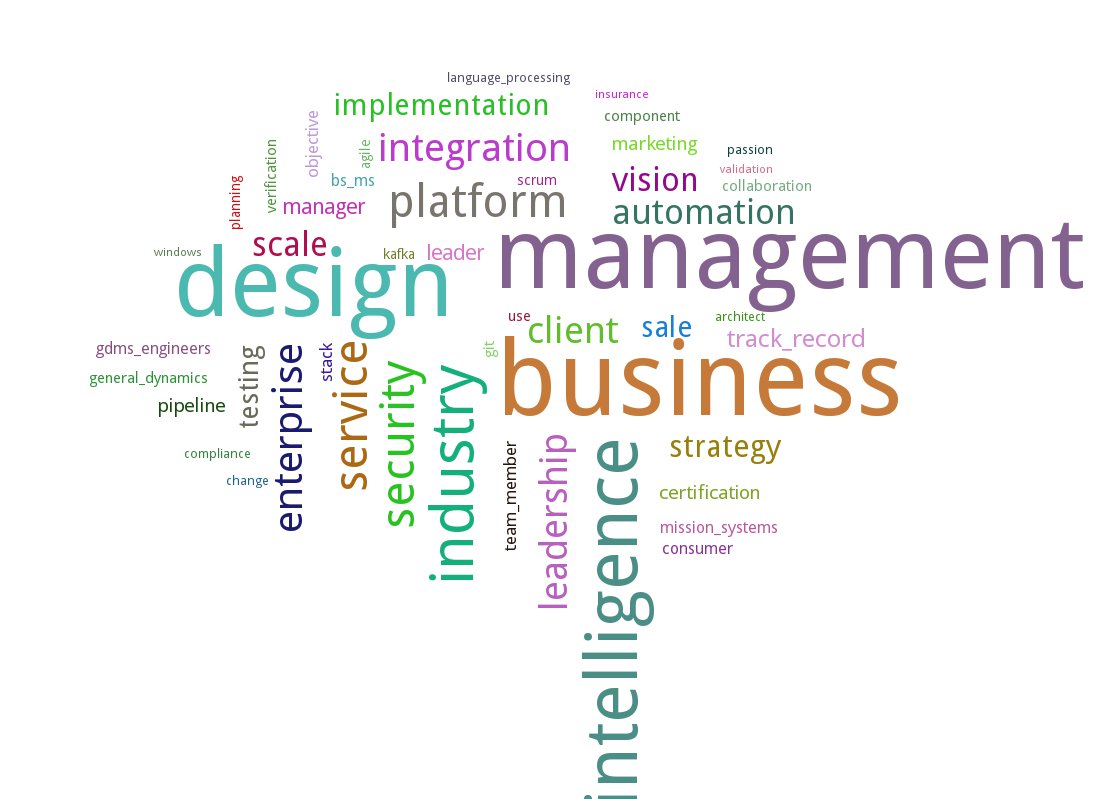 language_processing
insurance
implementation
component
objective
verification
agile
integration
marketing
passion
validation
bs_ms
scrum
vision
collaboration
planning
manager
platform
automation
scale
windows
kafka
leader
management
design
use
architect
client
sale
track_record
gdms_engineers
testing
enterprise
stack
service
git
business
general_dynamics
security
industry
pipeline
compliance
team_member
leadership
intelligence
strategy
change
certification
mission_systems
consumer